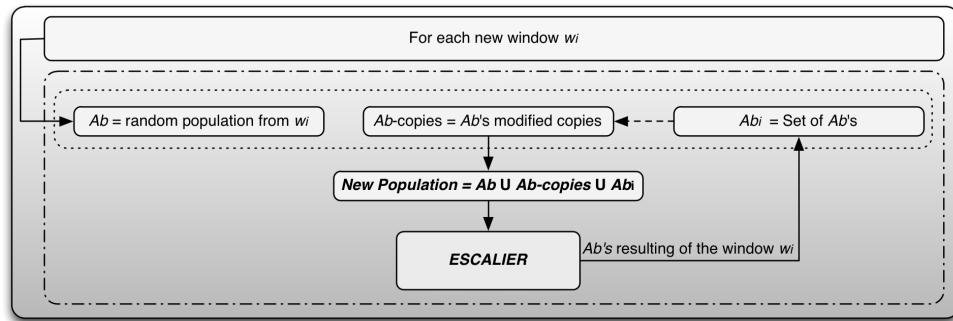 For each new window wi
Ab = random population from wi
Ab-copies = Ab's modified copies
Abi = Set of Ab's
New Population = Ab U Ab-copies U Abi
ESCALIER
Ab's resulting of the window wi